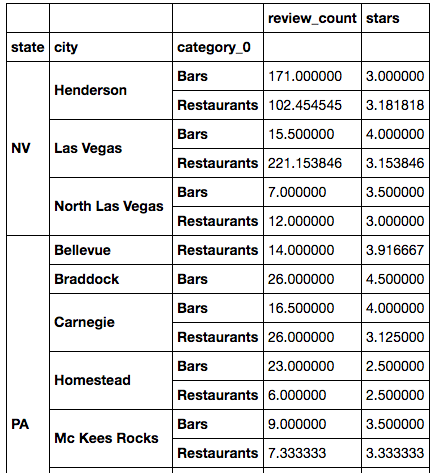 review_count stars
state city category_0
NV Henderson Bars 171.000000 3.000000
Restaurants 102.454545 3.181818
Las Vegas Bars 15.500000 4.000000
Restaurants 221.153846 3.153846
North Las Vegas Bars 7.000000 3.500000
Restaurants 12.000000 3.000000
PA Bellevue Restaurants 14.000000 3.916667
Braddock Bars 26.000000 4.500000
Carnegie Bars 16.500000 4.000000
Restaurants 26.000000 3.125000
Homestead Bars 23.000000 2.500000
Restaurants 6.000000 2.500000
Mc Kees Rocks Bars 9.000000 3.500000
Restaurants 7.333333 3.333333